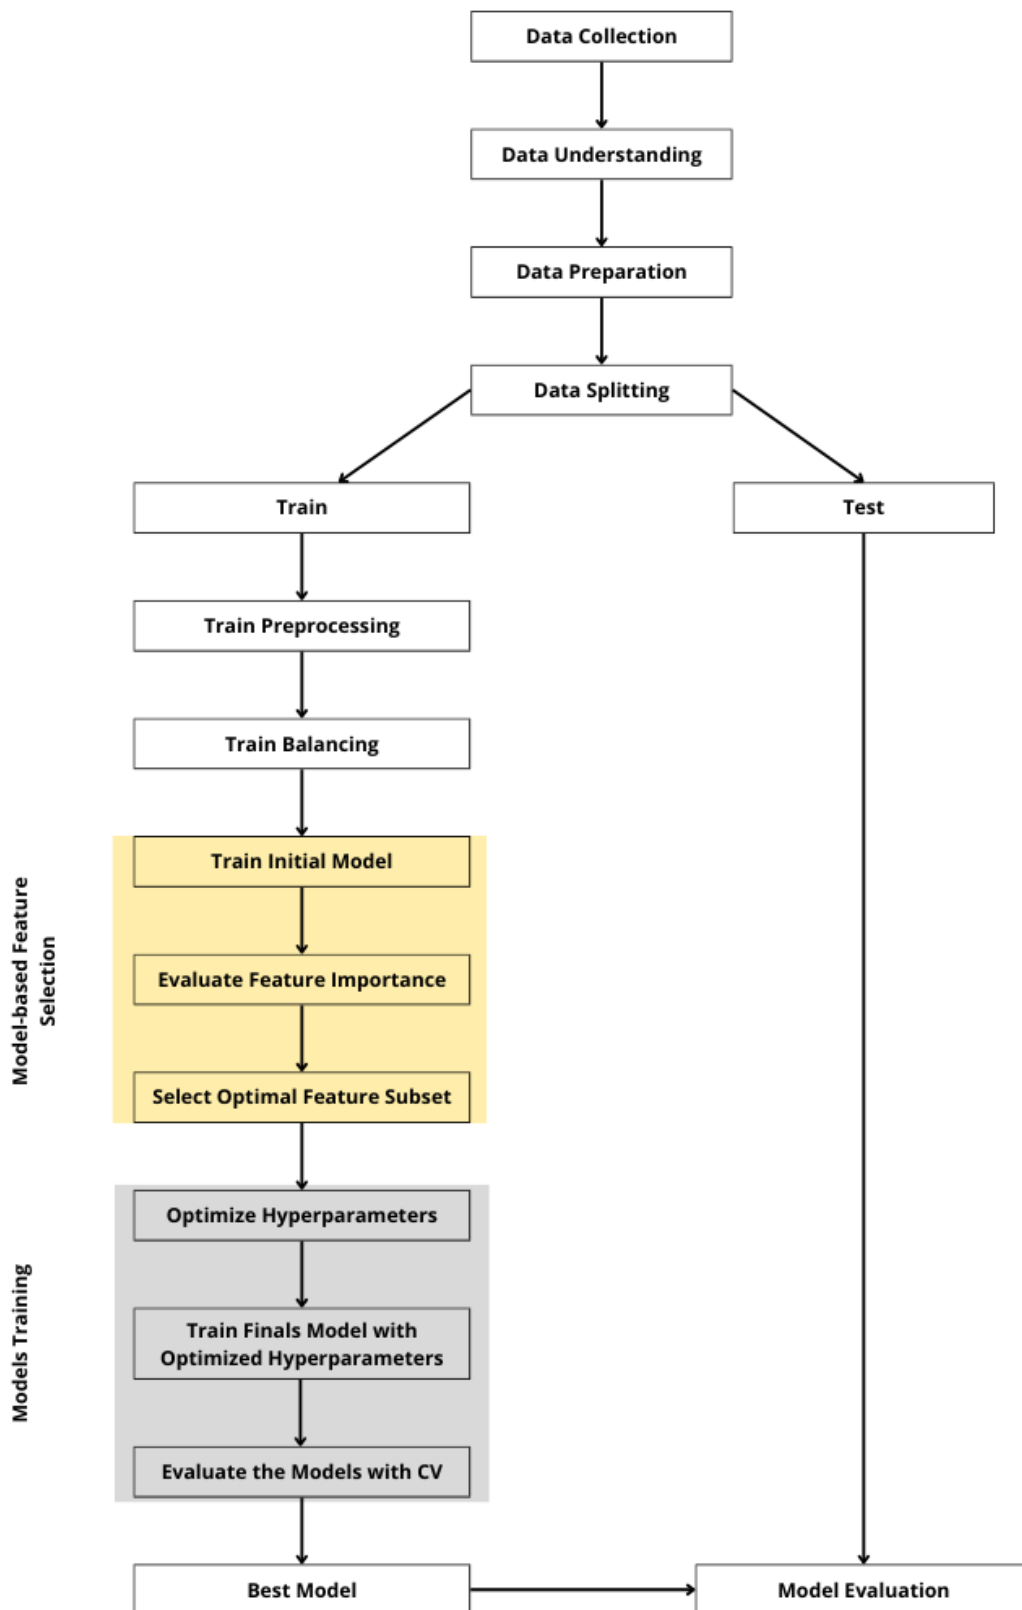 Data Collection
Data Understanding
Data Preparation
Data Splitting
Train
Test
Train Preprocessing
Train Balancing
Model-based Feature
Selection
Train Initial Model
Evaluate Feature Importance
Select Optimal Feature Subset
Models Training
Optimize Hyperparameters
Train Finals Model with
Optimized Hyperparameters
Evaluate the Models with CV
Best Model
Model Evaluation